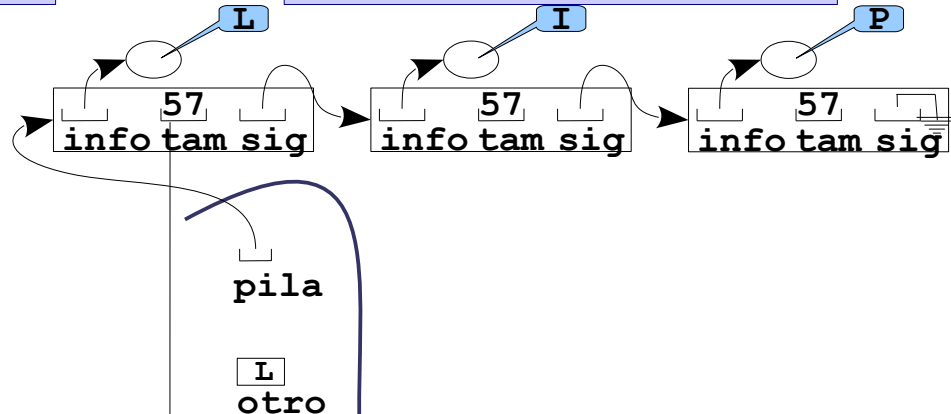 L I P
57 57 57
info tam sig info tam sig info tam sig
pila
L
otro